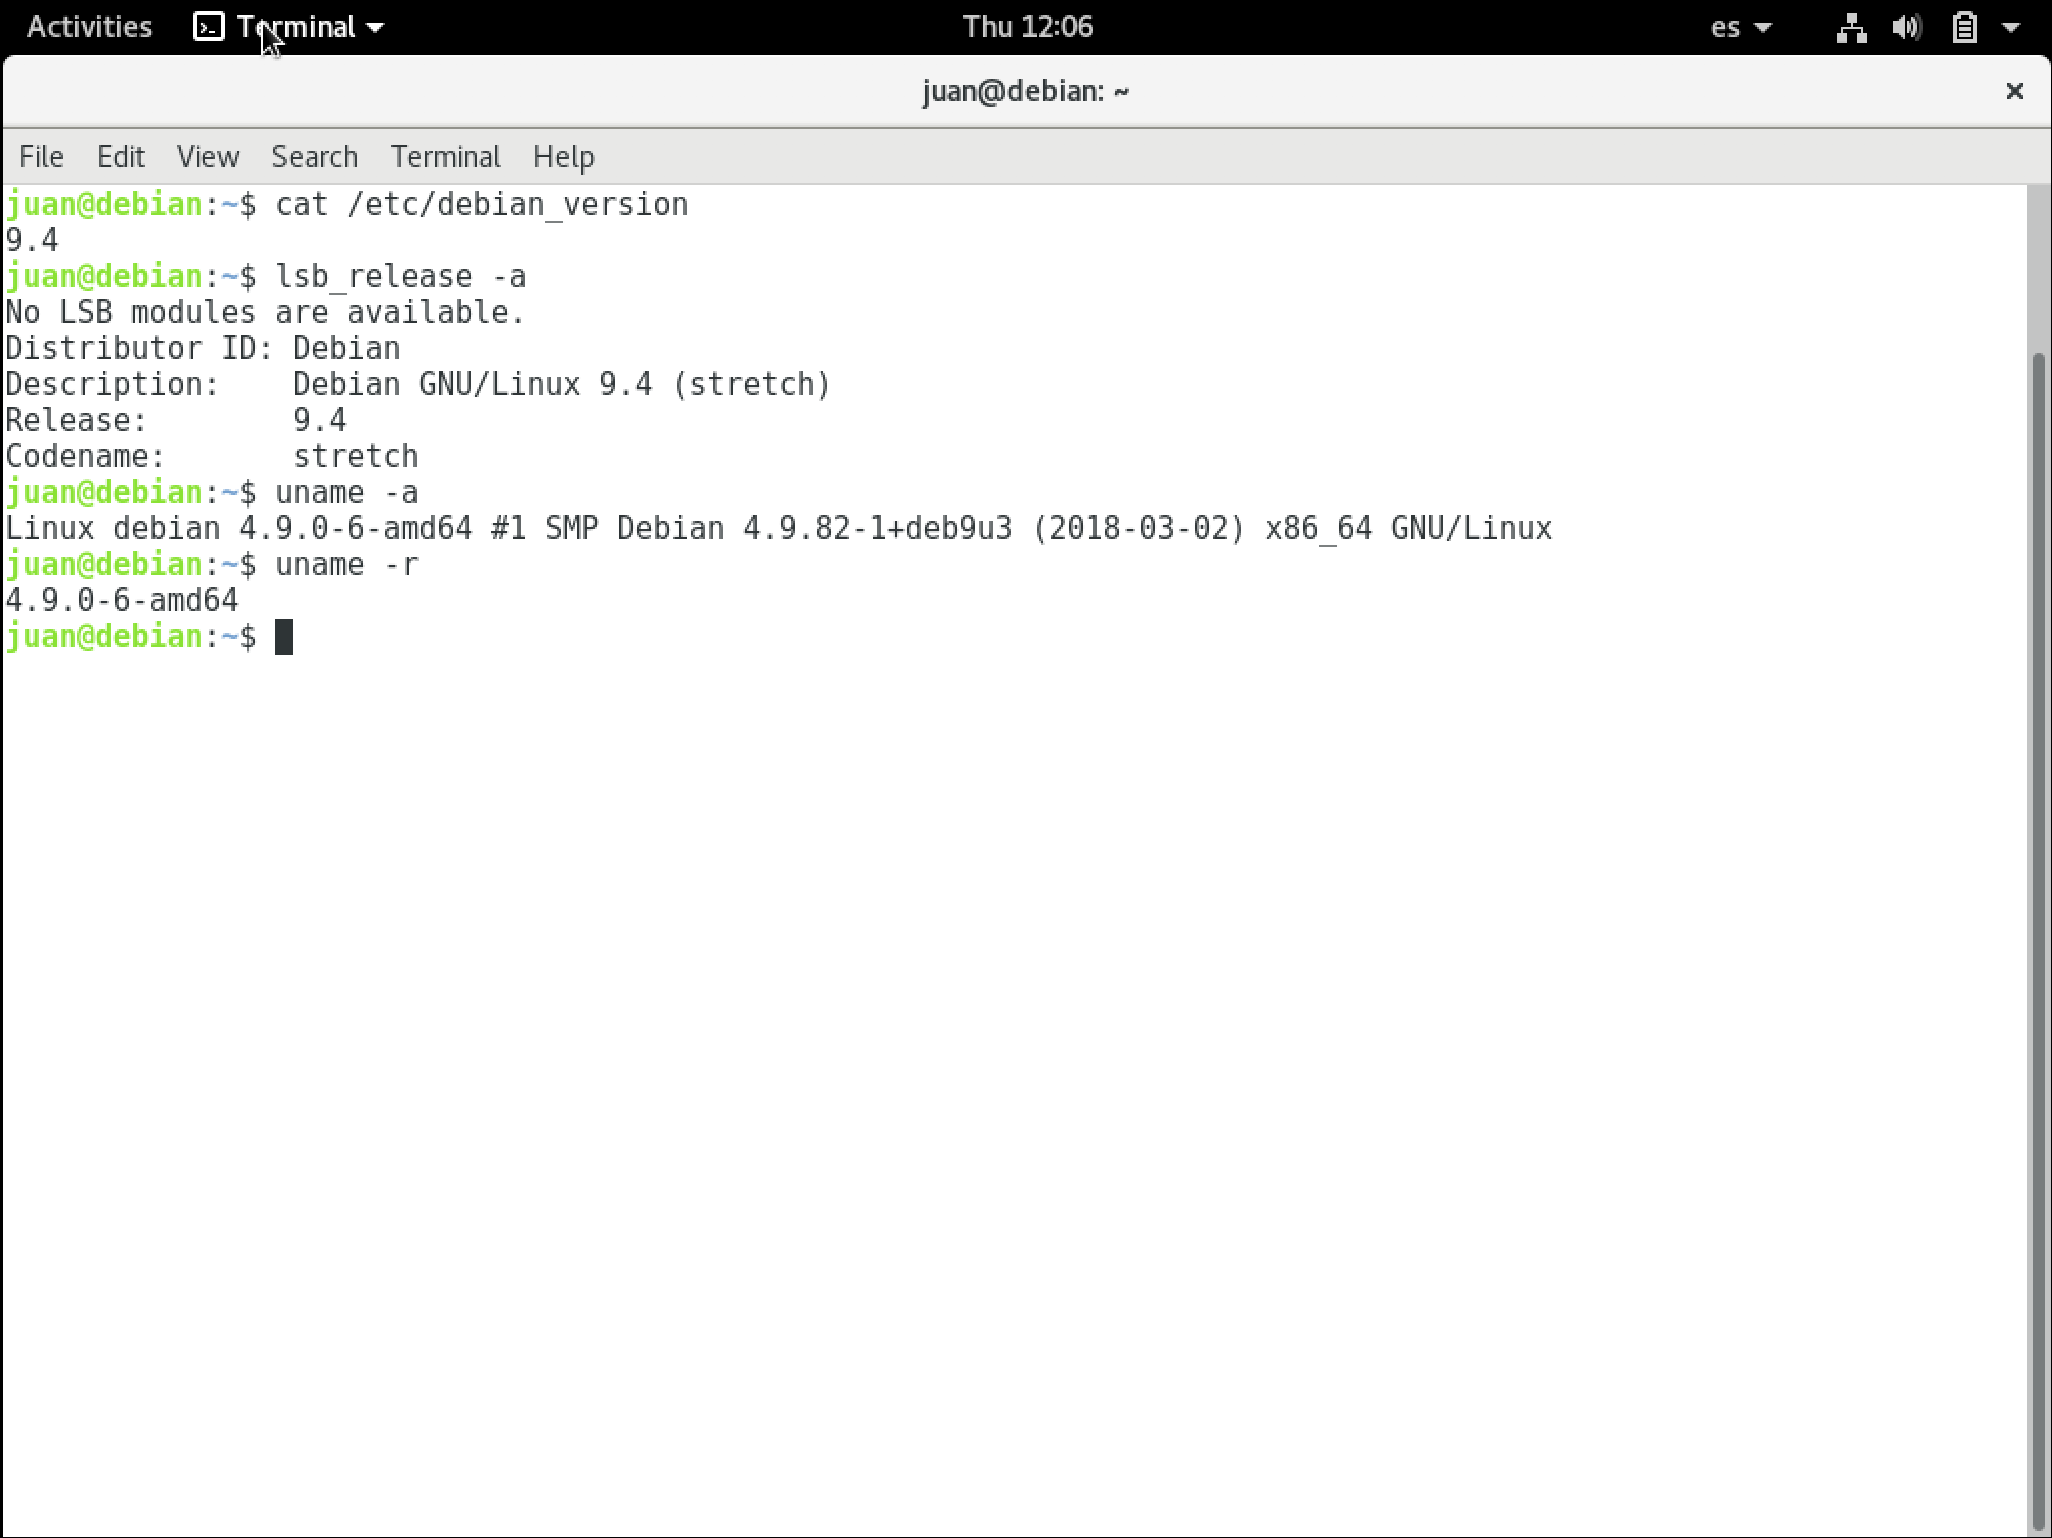 Activities Terminal Thu 12:06 es
juan@debian: ~
File Edit View Search Terminal Help
juan@debian:~$ cat /etc/debian_version
9.4
juan@debian:~$ lsb_release -a
No LSB modules are available.
Distributor ID: Debian
Description:    Debian GNU/Linux 9.4 (stretch)
Release:        9.4
Codename:       stretch
juan@debian:~$ uname -a
Linux debian 4.9.0-6-amd64 #1 SMP Debian 4.9.82-1+deb9u3 (2018-03-02) x86_64 GNU/Linux
juan@debian:~$ uname -r
4.9.0-6-amd64
juan@debian:~$